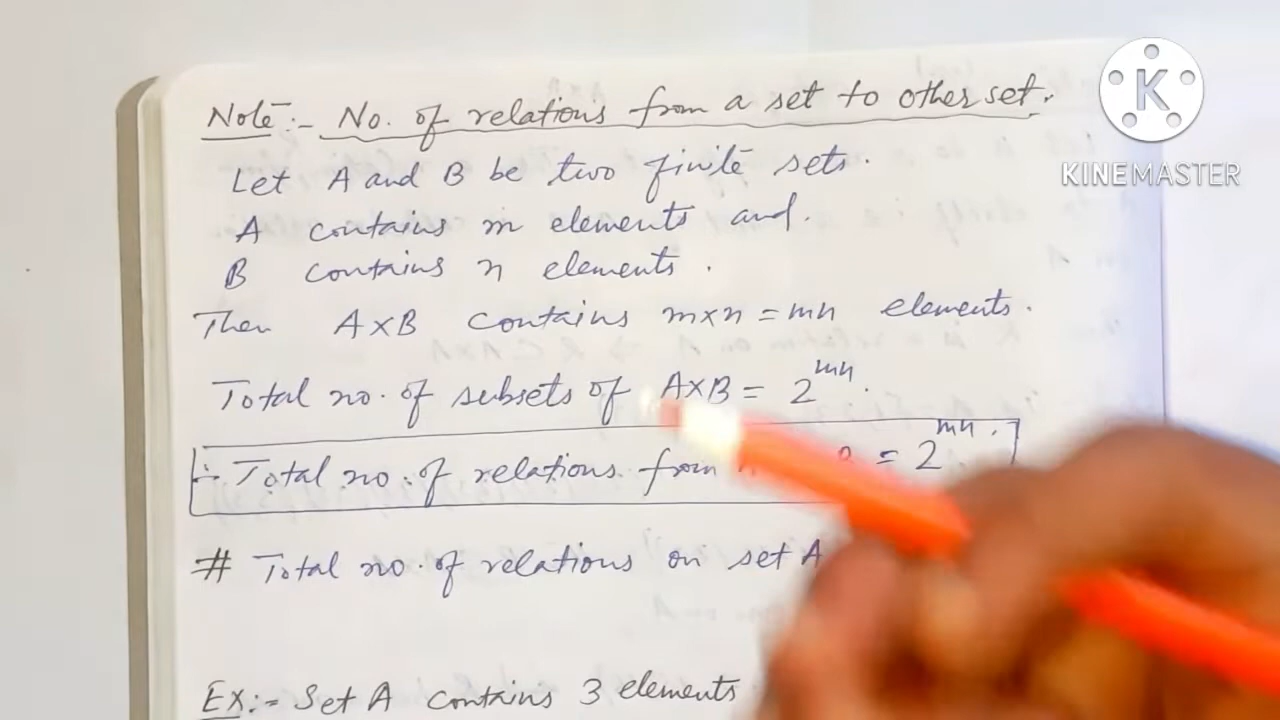 Note:- No. of relations from a set to other set.
Let A and B be two finite sets.
A contains m elements and.
B contains n elements.
Then A×B contains m×n = mn elements.
Total no. of subsets of A×B = 2^mn.
∴ Total no. of relations from = 2^mn.
# Total no. of relations on set A
Ex:- Set A contains 3 elements
K
KINEMASTER